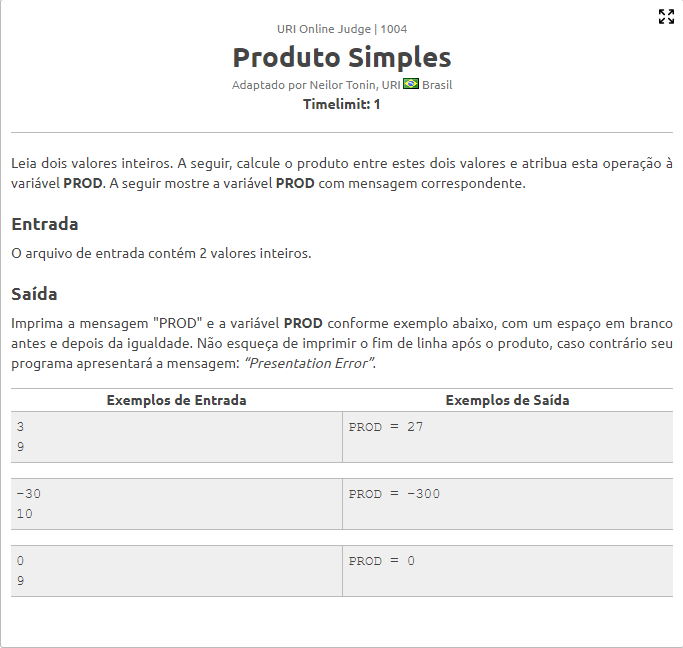 URI Online Judge | 1004
Produto Simples
Adaptado por Neilor Tonin, URI Brasil
Timelimit: 1
Leia dois valores inteiros. A seguir, calcule o produto entre estes dois valores e atribua esta operação à
variável PROD. A seguir mostre a variável PROD com mensagem correspondente.
Entrada
O arquivo de entrada contém 2 valores inteiros.
Saída
Imprima a mensagem "PROD" e a variável PROD conforme exemplo abaixo, com um espaço em branco
antes e depois da igualdade. Não esqueça de imprimir o fim de linha após o produto, caso contrário seu
programa apresentará a mensagem: “Presentation Error”.
Exemplos de Entrada Exemplos de Saída
3 PROD = 27
9
-30 PROD = -300
10
0 PROD = 0
9